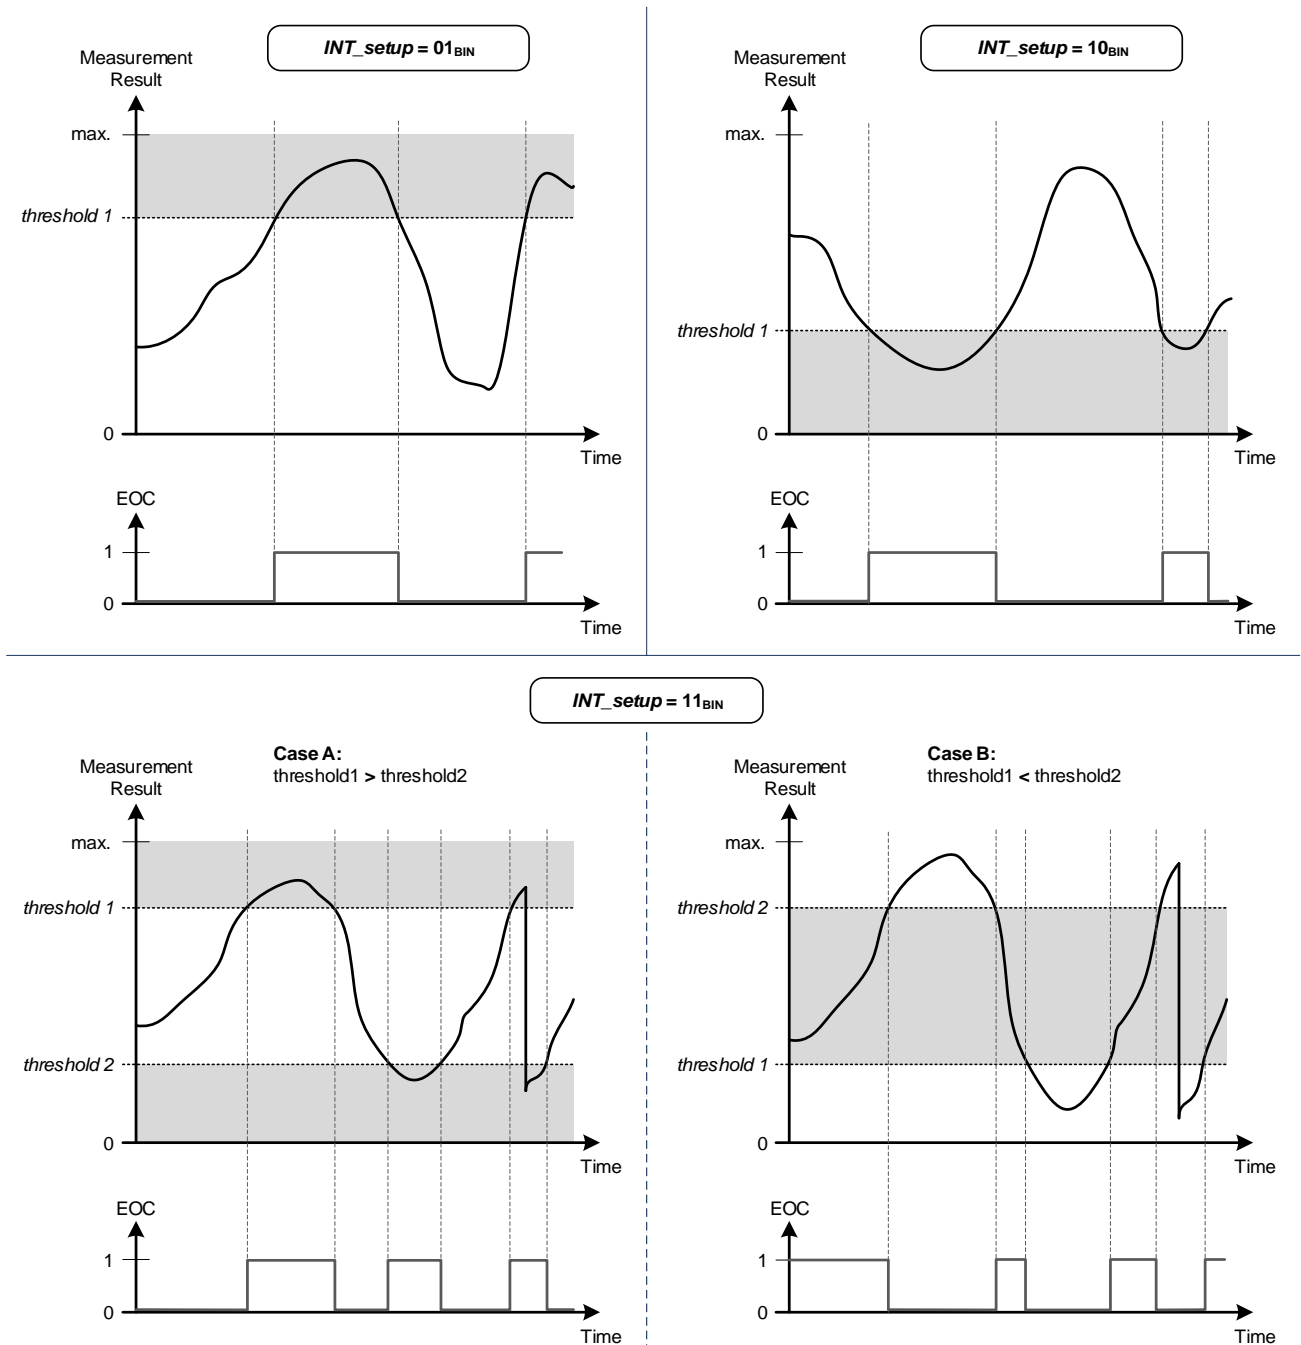 INT_setup = 01BIN
Measurement
Result
max.
threshold 1
0
Time
EOC
1
0
Time
INT_setup = 10BIN
Measurement
Result
max.
threshold 1
0
Time
EOC
1
0
Time
INT_setup = 11BIN
Case A:
threshold1 > threshold2
Measurement
Result
max.
threshold 1
threshold 2
0
Time
EOC
1
0
Time
Case B:
threshold1 < threshold2
Measurement
Result
max.
threshold 2
threshold 1
0
Time
EOC
1
0
Time